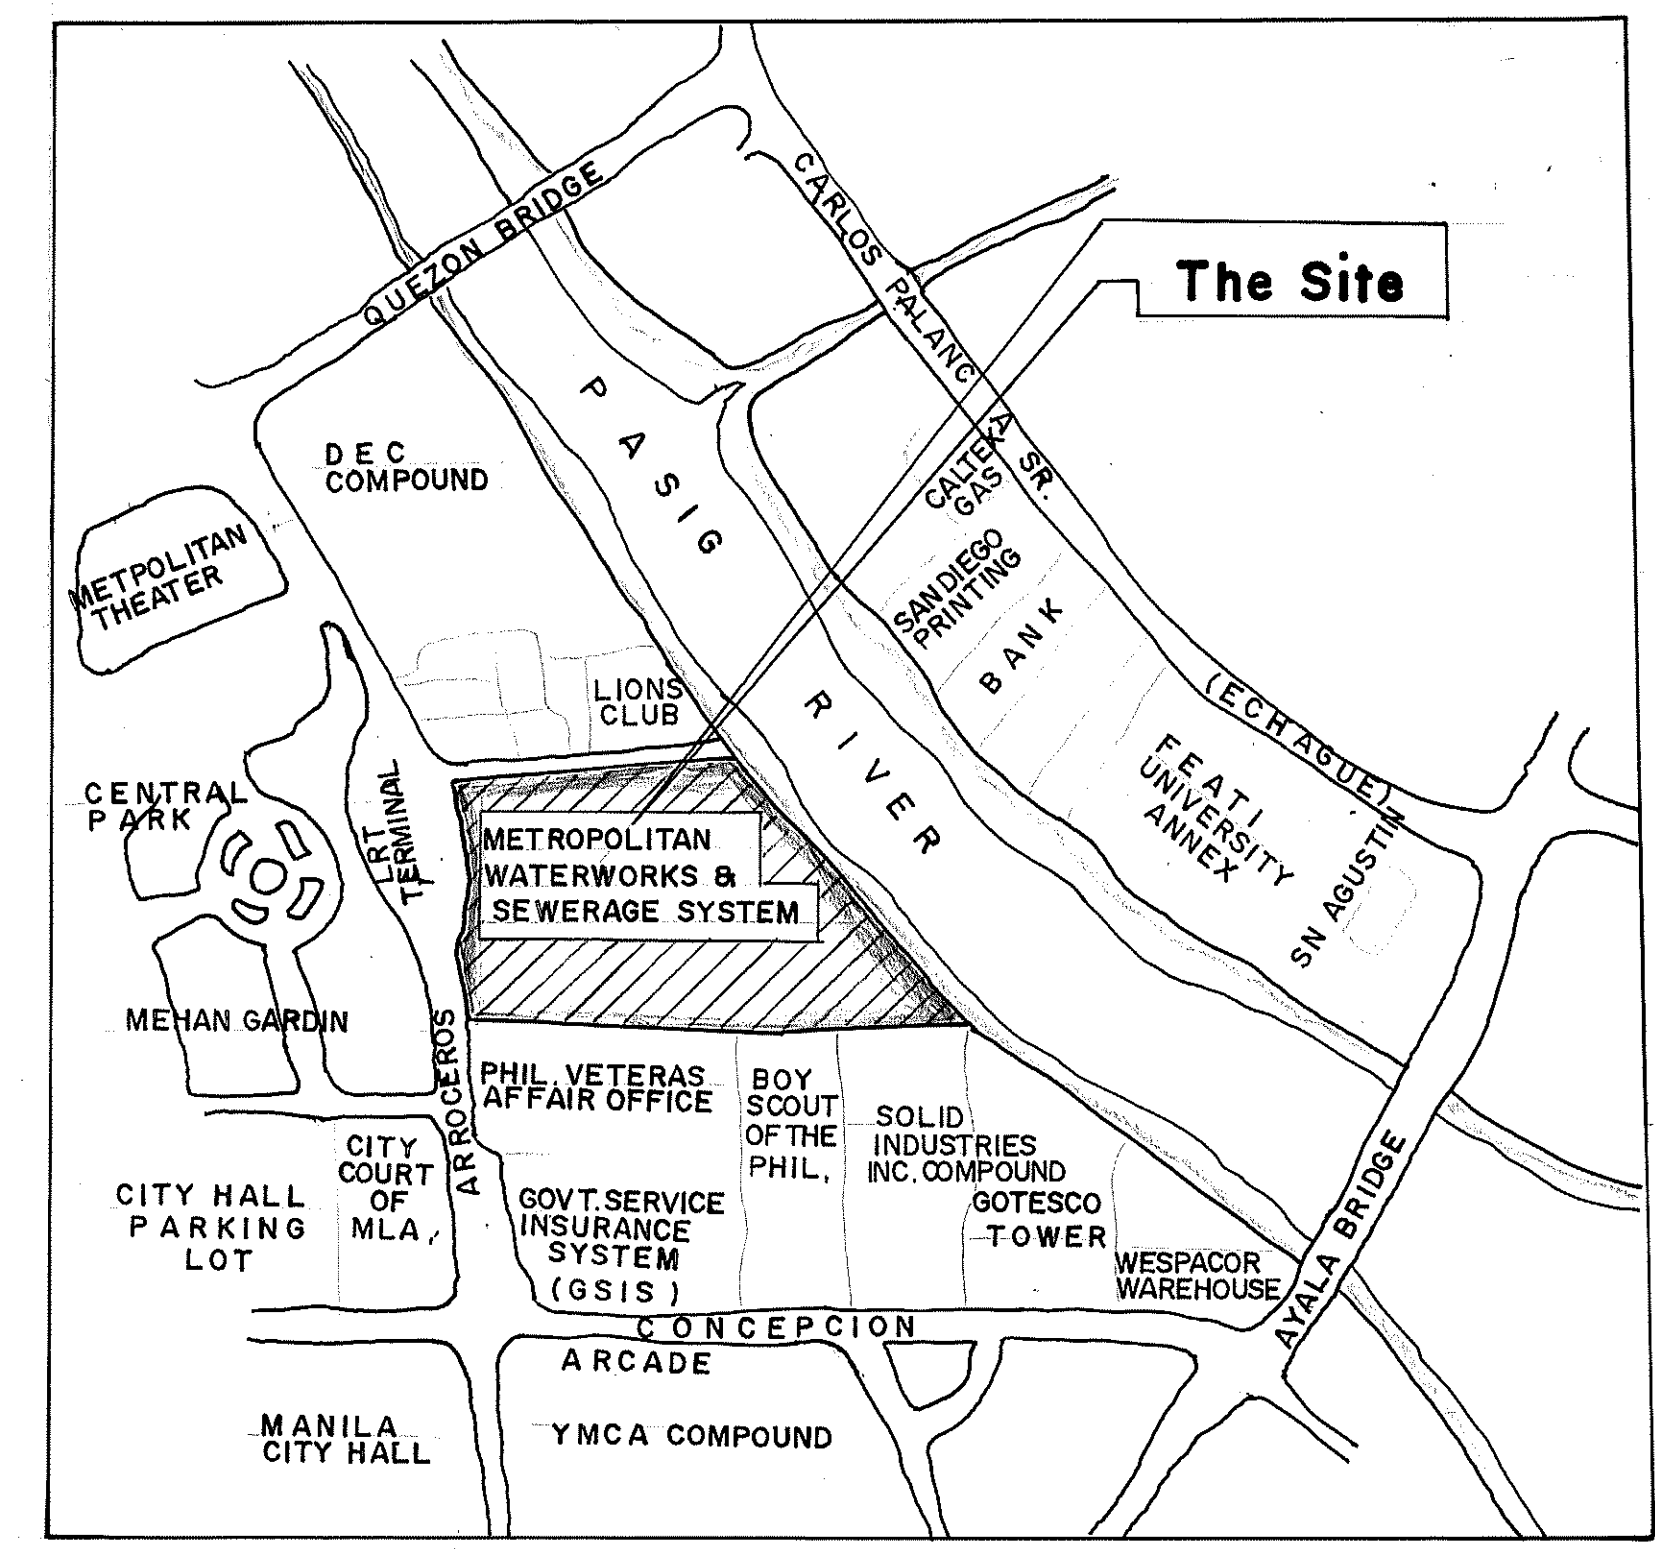 QUEZON BRIDGE
CARLOS PALANC A SR.
The Site
PASIG
DEC
COMPOUND
CALTEX
GAS
METPOLITAN
THEATER
SAN DIEGO
PRINTING
BANK
LIONS
CLUB
RIVER
(ECHAGUE)
FEATI
UNIVERSITY
ANNEX
SN AGUSTIN
CENTRAL
PARK
LRT
TERMINAL
METROPOLITAN
WATERWORKS &
SEWERAGE SYSTEM
MEHAN GARDIN
ARROCEROS
PHIL. VETERAS
AFFAIR OFFICE
BOY
SCOUT
OF THE
PHIL.
SOLID
INDUSTRIES
INC. COMPOUND
GOTESCO
TOWER
WESPACOR
WAREHOUSE
AYALA BRIDGE
CITY
COURT
OF
MLA.
CITY HALL
PARKING
LOT
GOVT. SERVICE
INSURANCE
SYSTEM
(GSIS)
CONCEPCION
ARCADE
MANILA
CITY HALL
YMCA COMPOUND